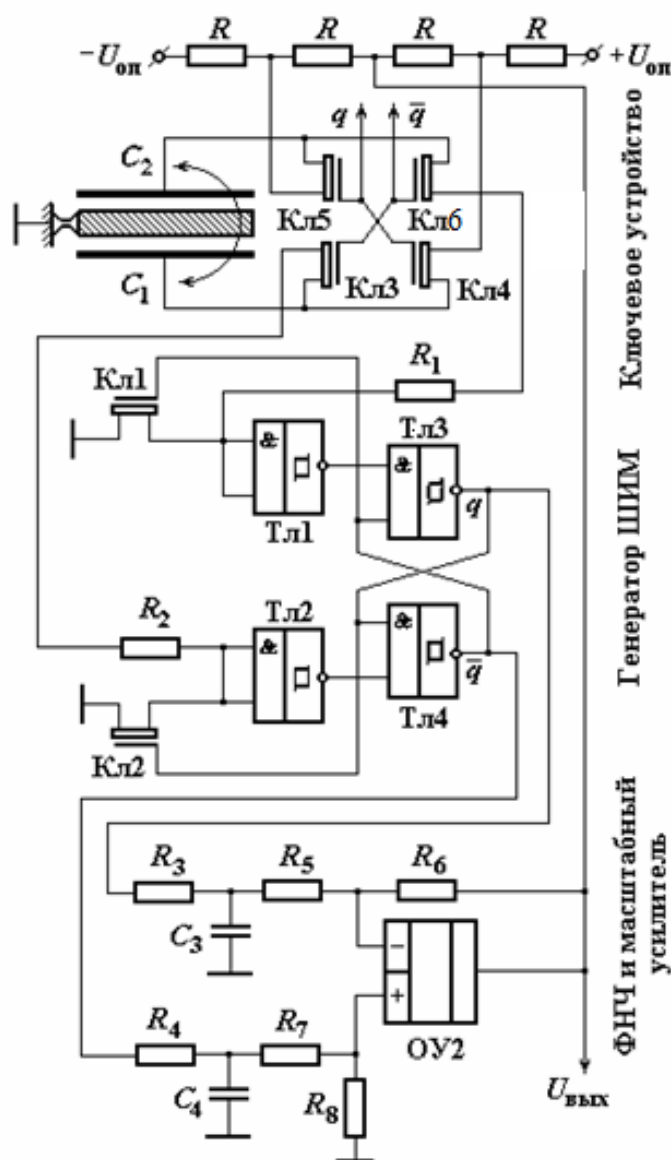 R R R R
−Uоп +Uоп
q q̄
C2
Кл5 Кл6
C1
Кл3 Кл4
Ключевое устройство
R1
Кл1
&
Тл3
&
q
Тл1
Генератор ШИМ
R2
Тл2
&
&
q̄
Тл4
Кл2
R3 R5 R6
C3
−
+
ОУ2
R4 R7
C4
R8
Uвых
ФНЧ и масштабный
усилитель